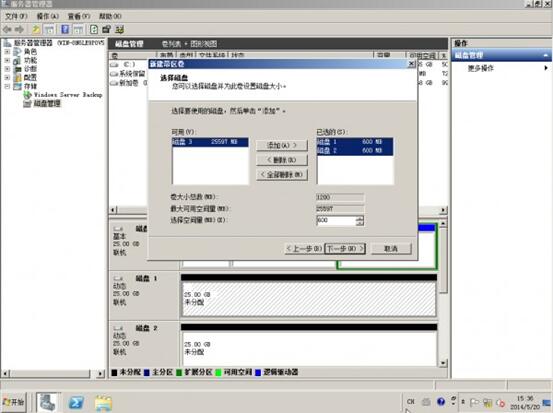 服务器管理器
文件(F) 操作(A) 查看(V) 帮助(H)
服务器管理器 (WIN-
角色
功能
诊断
配置
存储
Windows Server Backup
磁盘管理
磁盘管理 卷列表 + 图形视图
操作
磁盘管理
更多操作
新建带区卷
选择磁盘
您可以选择磁盘并为此卷设置磁盘大小。
选择要使用的磁盘，然后单击“添加”。
可用(V):
已选的(S):
磁盘 3 25597 MB
添加(A) >
< 删除(R)
< 全部删除(M)
磁盘 1 600 MB
磁盘 2 600 MB
卷大小总数(MB): 1200
最大可用空间量(MB): 25597
选择空间量(MB)(E): 600
< 上一步(B) 下一步(N) > 取消
基本
25.00 GB
联机
磁盘 1
动态
25.00 GB
联机
25.00 GB
未分配
磁盘 2
动态
25.00 GB
联机
25.00 GB
未分配
未分配 主分区 扩展分区 可用空间 逻辑驱动器
开始
CH
15:36
2014/5/20